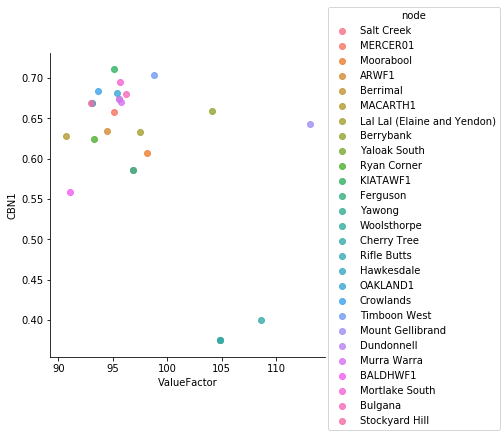 node
Salt Creek
MERCER01
Moorabool
ARWF1
Berrimal
MACARTH1
Lal Lal (Elaine and Yendon)
Berrybank
Yaloak South
Ryan Corner
KIATAWF1
Ferguson
Yawong
Woolsthorpe
Cherry Tree
Rifle Butts
Hawkesdale
OAKLAND1
Crowlands
Timboon West
Mount Gellibrand
Dundonnell
Murra Warra
BALDHWF1
Mortlake South
Bulgana
Stockyard Hill
CBN1
0.70
0.65
0.60
0.55
0.50
0.45
0.40
90 95 100 105 110
ValueFactor